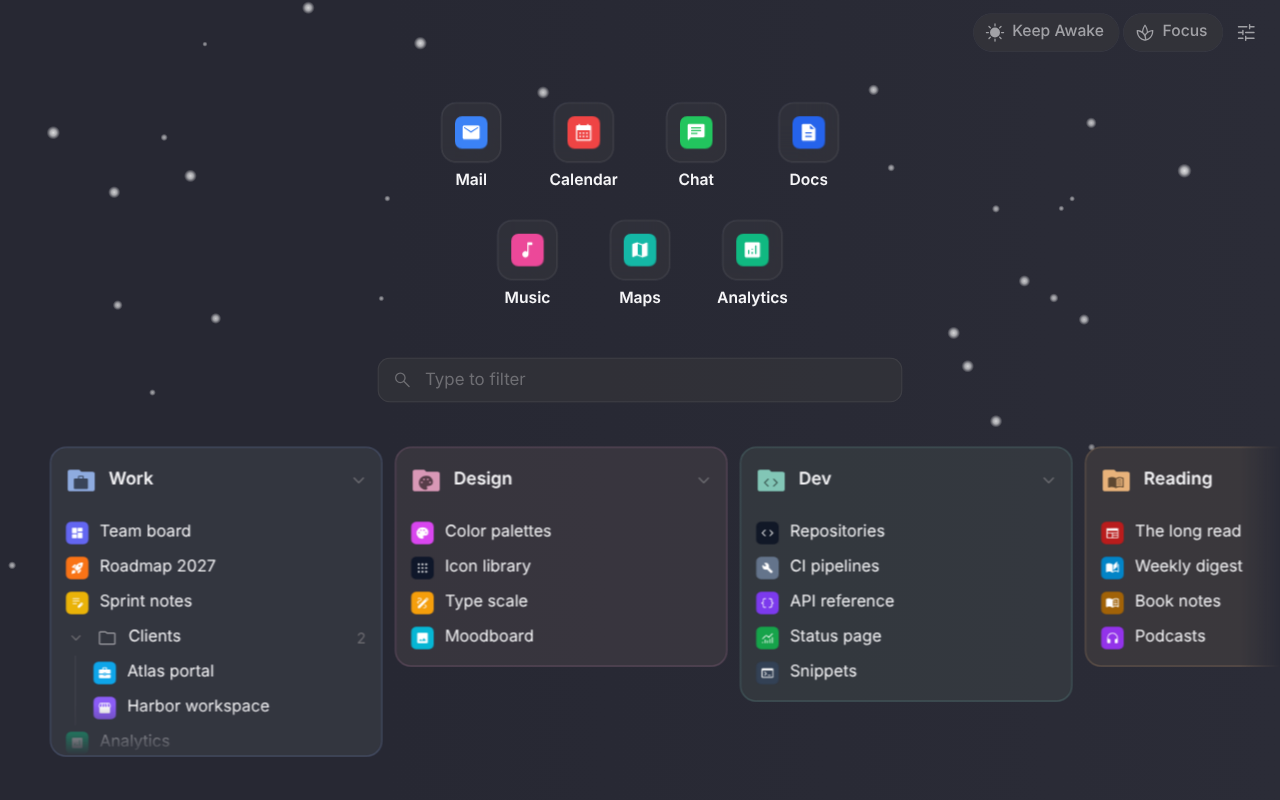 Keep Awake
Focus
Mail
Calendar
Chat
Docs
Music
Maps
Analytics
Type to filter
Work
Team board
Roadmap 2027
Sprint notes
Clients 2
Atlas portal
Harbor workspace
Analytics
Design
Color palettes
Icon library
Type scale
Moodboard
Dev
Repositories
CI pipelines
API reference
Status page
Snippets
Reading
The long read
Weekly digest
Book notes
Podcasts